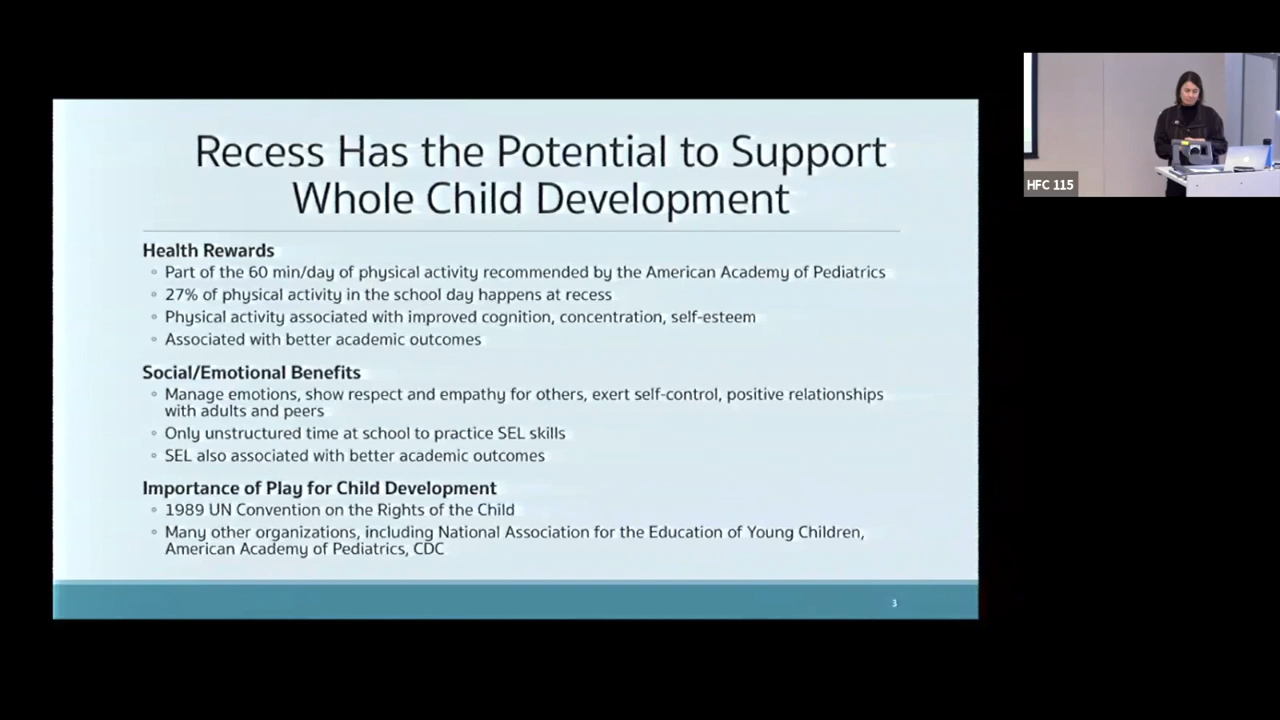 Recess Has the Potential to Support
Whole Child Development
Health Rewards
◦ Part of the 60 min/day of physical activity recommended by the American Academy of Pediatrics
◦ 27% of physical activity in the school day happens at recess
◦ Physical activity associated with improved cognition, concentration, self-esteem
◦ Associated with better academic outcomes
Social/Emotional Benefits
◦ Manage emotions, show respect and empathy for others, exert self-control, positive relationships
with adults and peers
◦ Only unstructured time at school to practice SEL skills
◦ SEL also associated with better academic outcomes
Importance of Play for Child Development
◦ 1989 UN Convention on the Rights of the Child
◦ Many other organizations, including National Association for the Education of Young Children,
American Academy of Pediatrics, CDC
3
HFC 115